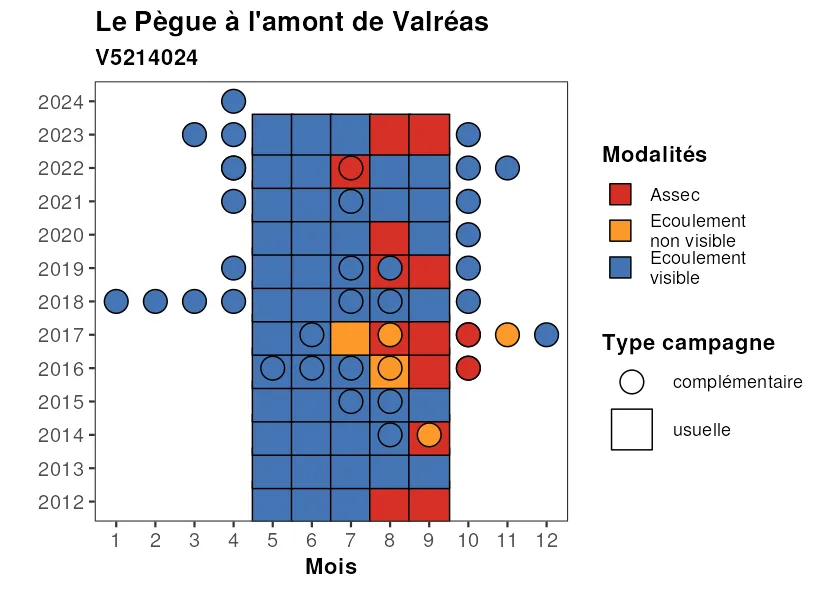 Le Pègue à l'amont de Valréas
V5214024
2024
2023
2022
2021
2020
2019
2018
2017
2016
2015
2014
2013
2012
1 2 3 4 5 6 7 8 9 10 11 12
Mois
Modalités
Assec
Ecoulement
non visible
Ecoulement
visible
Type campagne
complémentaire
usuelle